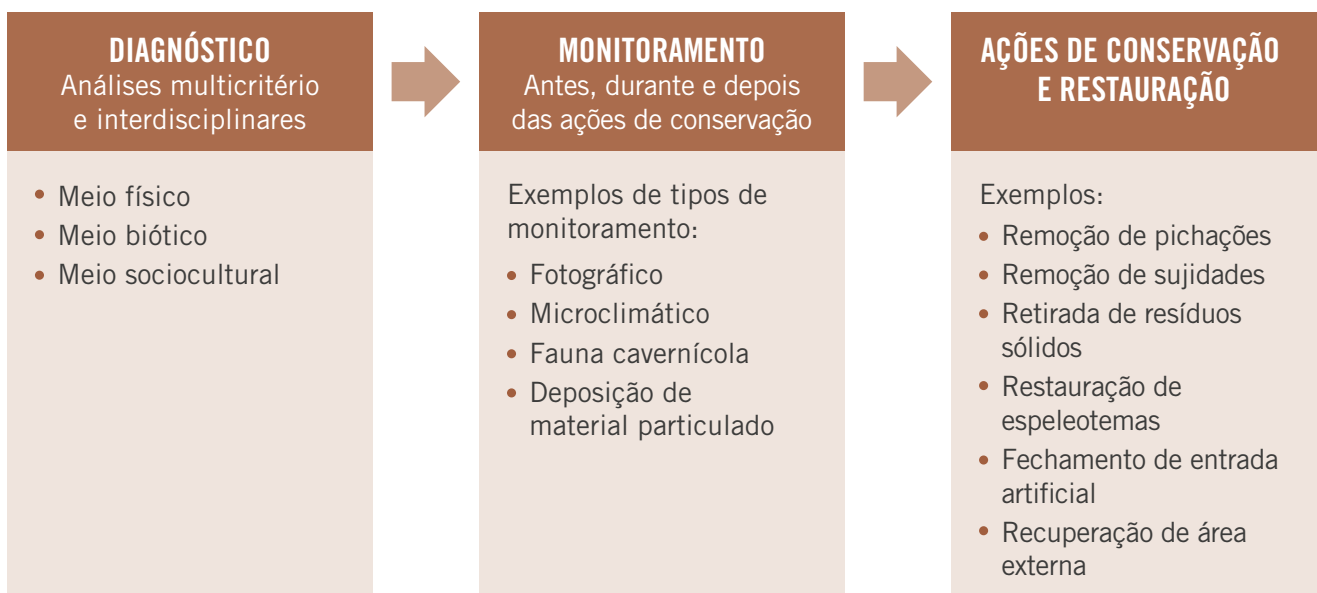 DIAGNÓSTICO
Análises multicritério
e interdisciplinares
• Meio físico
• Meio biótico
• Meio sociocultural
MONITORAMENTO
Antes, durante e depois
das ações de conservação
Exemplos de tipos de
monitoramento:
• Fotográfico
• Microclimático
• Fauna cavernícola
• Deposição de
material particulado
AÇÕES DE CONSERVAÇÃO
E RESTAURAÇÃO
Exemplos:
• Remoção de pichações
• Remoção de sujidades
• Retirada de resíduos
sólidos
• Restauração de
espeleotemas
• Fechamento de entrada
artificial
• Recuperação de área
externa